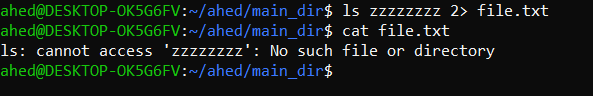 ahed@DESKTOP-OK5G6FV:~/ahed/main_dir$ ls zzzzzzzz 2> file.txt
ahed@DESKTOP-OK5G6FV:~/ahed/main_dir$ cat file.txt
ls: cannot access 'zzzzzzzz': No such file or directory
ahed@DESKTOP-OK5G6FV:~/ahed/main_dir$